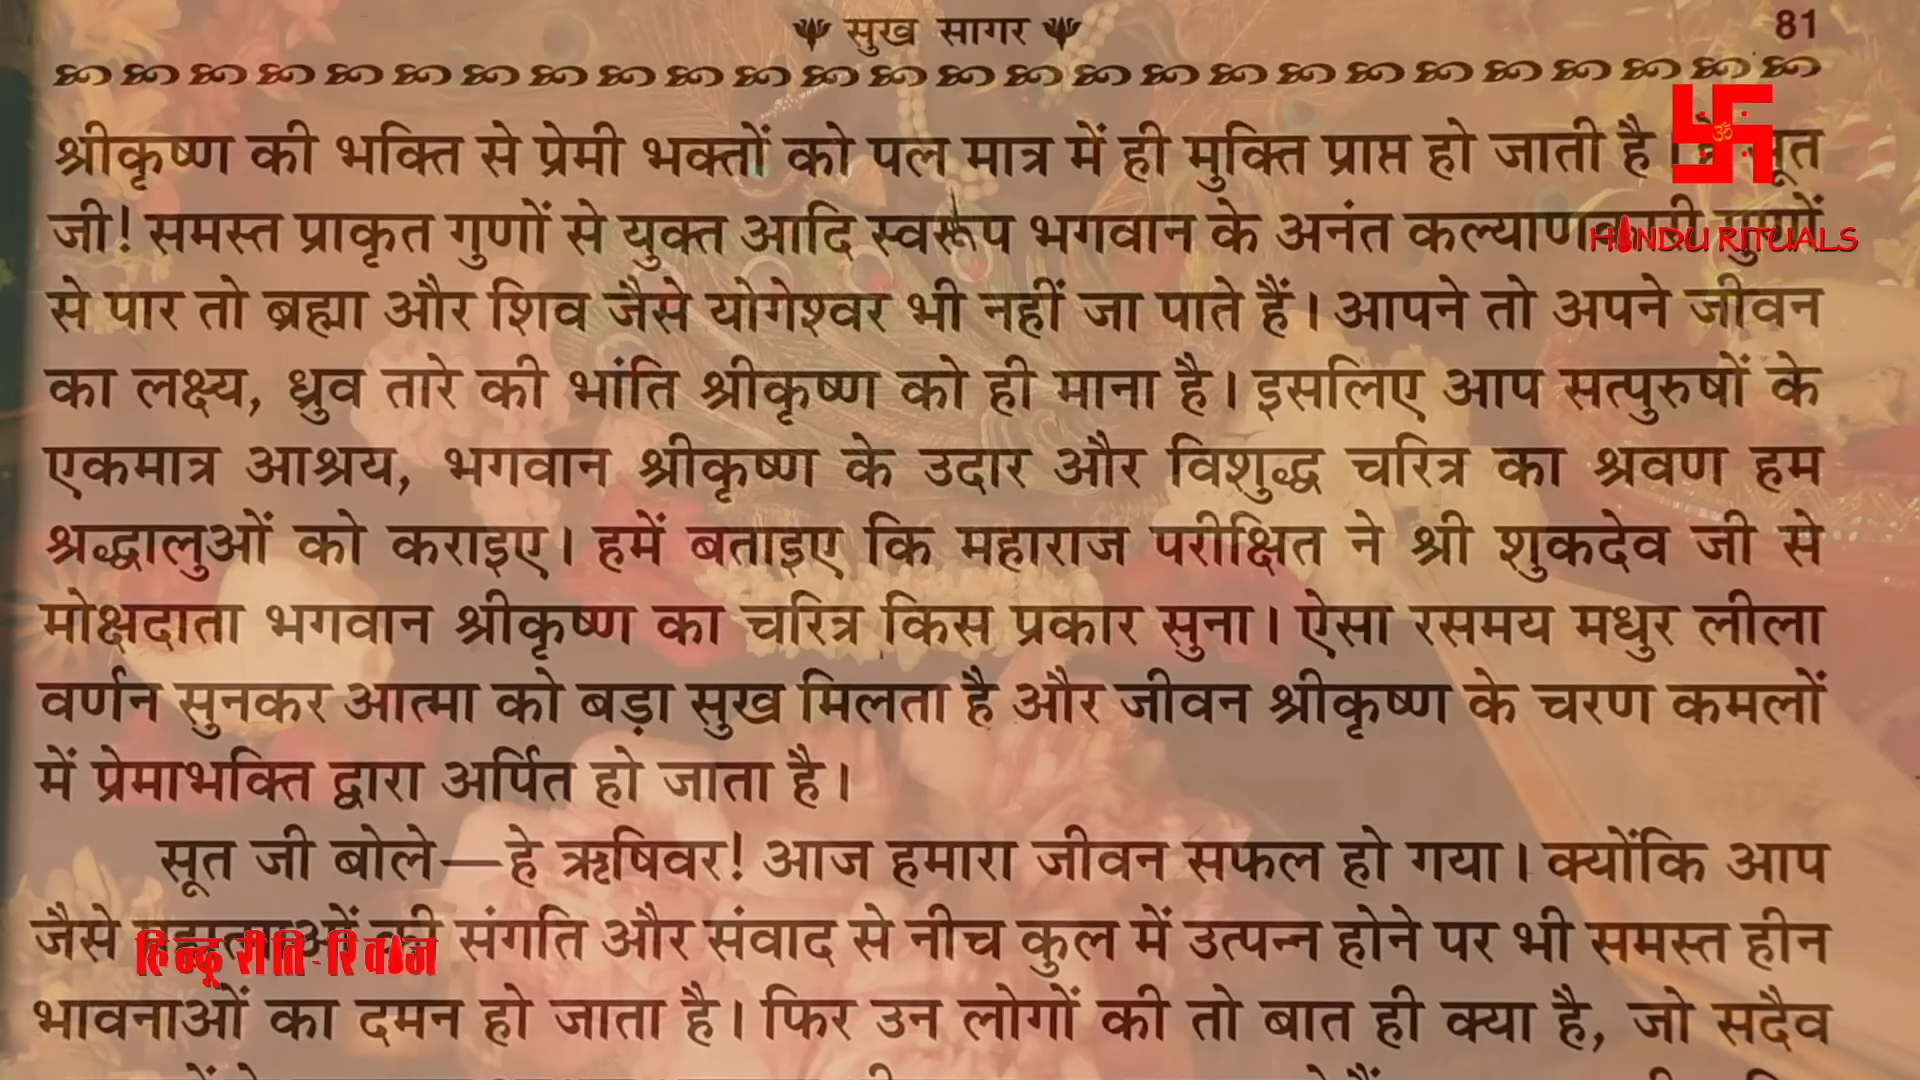 सुख सागर 81
श्रीकृष्ण की भक्ति से प्रेमी भक्तों को पल मात्र में ही मुक्ति प्राप्त हो जाती है।
ॐ
जी! समस्त प्राकृत गुणों से युक्त आदि स्वरूप भगवान के अनंत
HINDU RITUALS
से पार तो ब्रह्मा और शिव जैसे योगेश्वर भी नहीं जा पाते हैं। आपने तो अपने जीवन
का लक्ष्य, ध्रुव तारे की भांति श्रीकृष्ण को ही माना है। इसलिए आप सत्पुरुषों के
एकमात्र आश्रय, भगवान श्रीकृष्ण के उदार और विशुद्ध चरित्र का श्रवण हम
श्रद्धालुओं को कराइए। हमें बताइए कि महाराज परीक्षित ने श्री शुकदेव जी से
मोक्षदाता भगवान श्रीकृष्ण का चरित्र किस प्रकार सुना। ऐसा रसमय मधुर लीला
वर्णन सुनकर आत्मा को बड़ा सुख मिलता है और जीवन श्रीकृष्ण के चरण कमलों
में प्रेमाभक्ति द्वारा अर्पित हो जाता है।
सूत जी बोले—हे ऋषिवर! आज हमारा जीवन सफल हो गया। क्योंकि आप
जैसे संगति और संवाद से नीच कुल में उत्पन्न होने पर भी समस्त हीन
हिन्दू रीति-रिवाज
भावनाओं का दमन हो जाता है। फिर उन लोगों की तो बात ही क्या है, जो सदैव